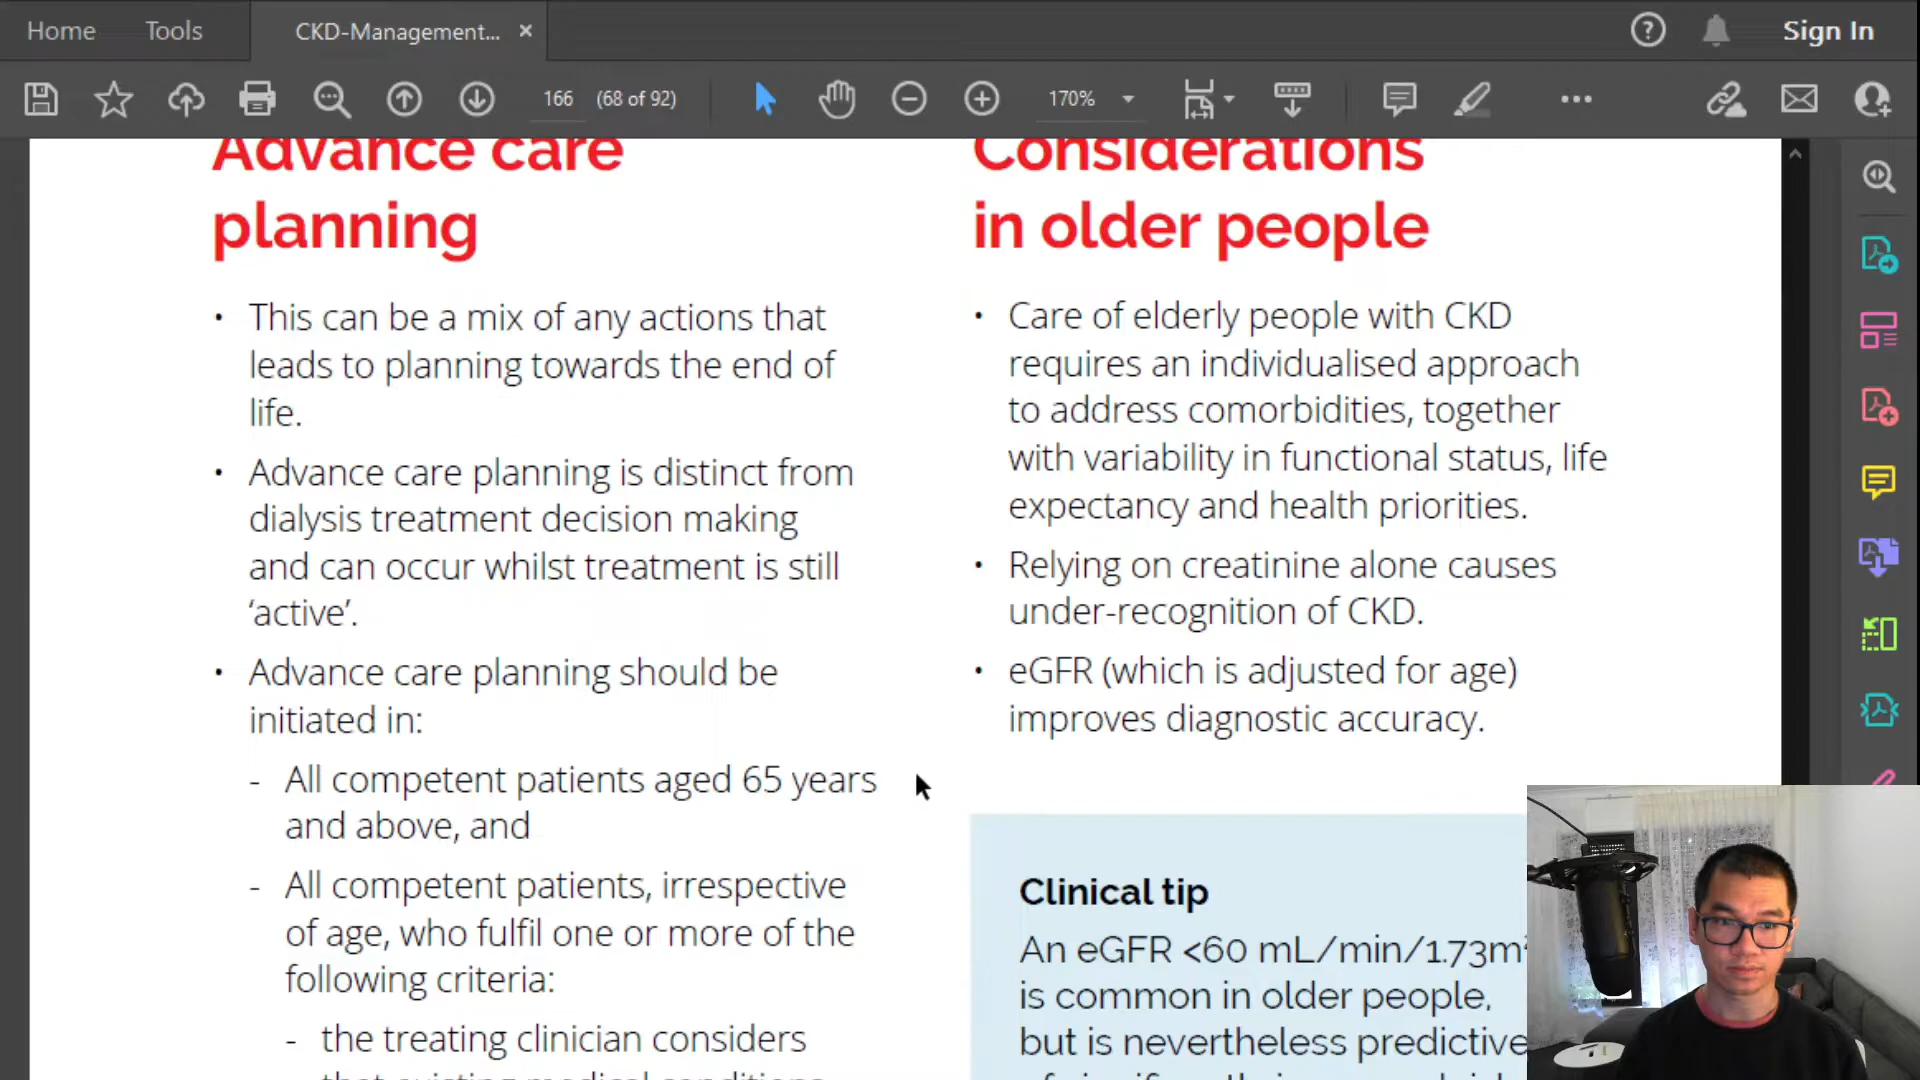 Home Tools CKD-Management... × Sign In
166 (68 of 92) 170%
Advance care
planning
• This can be a mix of any actions that
leads to planning towards the end of
life.
• Advance care planning is distinct from
dialysis treatment decision making
and can occur whilst treatment is still
‘active’.
• Advance care planning should be
initiated in:
- All competent patients aged 65 years
and above, and
- All competent patients, irrespective
of age, who fulfil one or more of the
following criteria:
- the treating clinician considers
that existing medical conditions
Considerations
in older people
• Care of elderly people with CKD
requires an individualised approach
to address comorbidities, together
with variability in functional status, life
expectancy and health priorities.
• Relying on creatinine alone causes
under-recognition of CKD.
• eGFR (which is adjusted for age)
improves diagnostic accuracy.
Clinical tip
An eGFR <60 mL/min/1.73m²
is common in older people,
but is nevertheless predictive